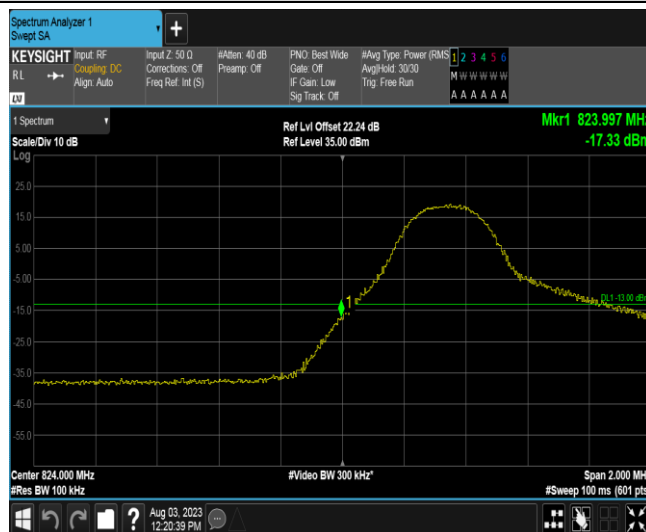 Spectrum Analyzer 1
Swept SA
+
KEYSIGHT
RL
LXI
Input: RF
Coupling: DC
Align: Auto
Input Z: 50 Ω
Corrections: Off
Freq Ref: Int (S)
#Atten: 40 dB
Preamp: Off
PNO: Best Wide
Gate: Off
IF Gain: Low
Sig Track: Off
#Avg Type: Power (RMS
Avg|Hold: 30/30
Trig: Free Run
1 2 3 4 5 6
M W W W W W
A A A A A A
1 Spectrum
Scale/Div 10 dB
Log
Ref Lvl Offset 22.24 dB
Ref Level 35.00 dBm
Mkr1 823.997 MHz
-17.33 dBm
25.0
15.0
5.00
-5.00
-15.0
-25.0
-35.0
-45.0
-55.0
1
DL1 -13.00 dBm
Center 824.000 MHz
#Res BW 100 kHz
#Video BW 300 kHz*
Span 2.000 MHz
#Sweep 100 ms (601 pts
?
Aug 03, 2023
12:20:39 PM